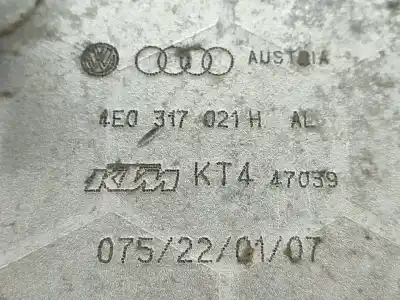 AUSTRIA
4E0 317 021 H AL
KTM KT4 47039
075/22/01/07